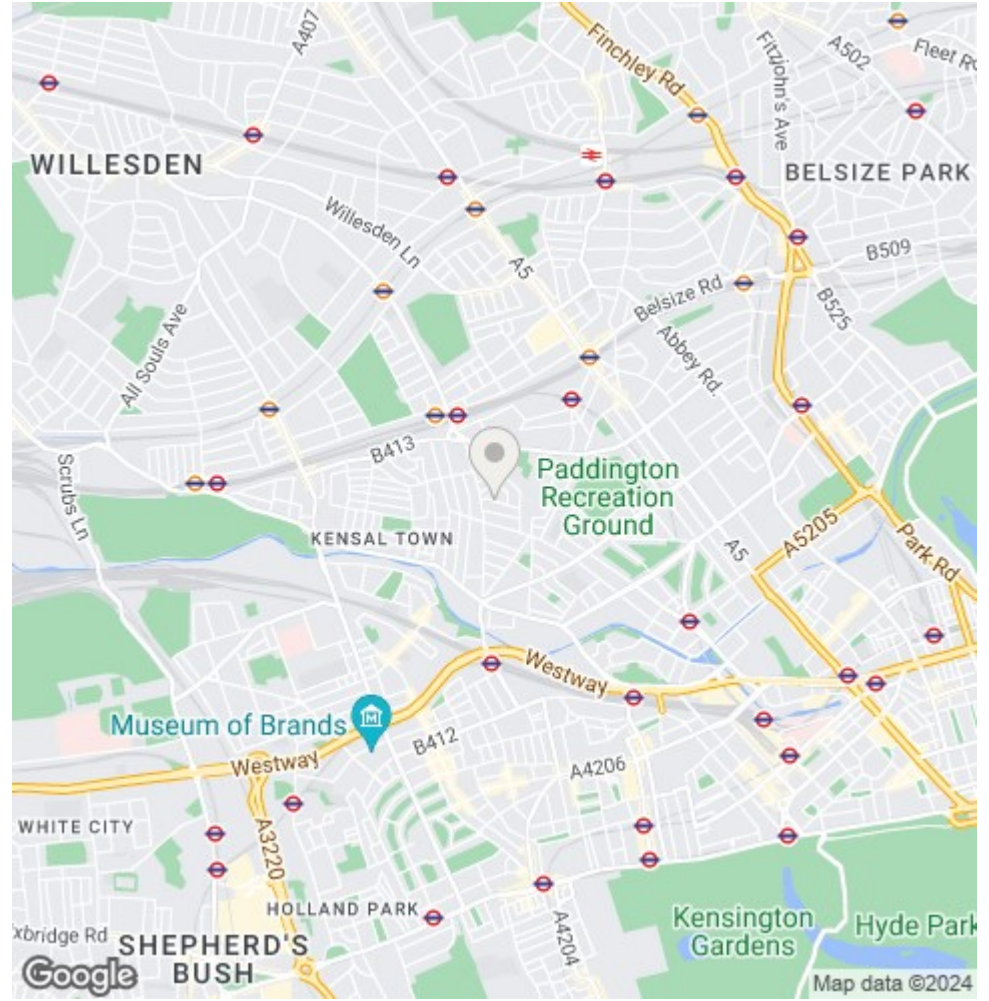 A407
Finchley Rd
Fitzjohn's Ave
A502
Fleet R
WILLESDEN
BELSIZE PARK
Willesden Ln
A5
B509
Belsize Rd
B525
All Souls Ave
Abbey Rd.
B413
Scrubs Ln
Paddington
Recreation
Ground
KENSAL TOWN
A5
A5205
Park Rd
Westway
Museum of Brands
M
B412
Westway
A4206
WHITE CITY
A3220
HOLLAND PARK
A4204
Kensington
Gardens
Hyde Park
xbridge Rd
SHEPHERD'S
BUSH
Google
Map data ©2024